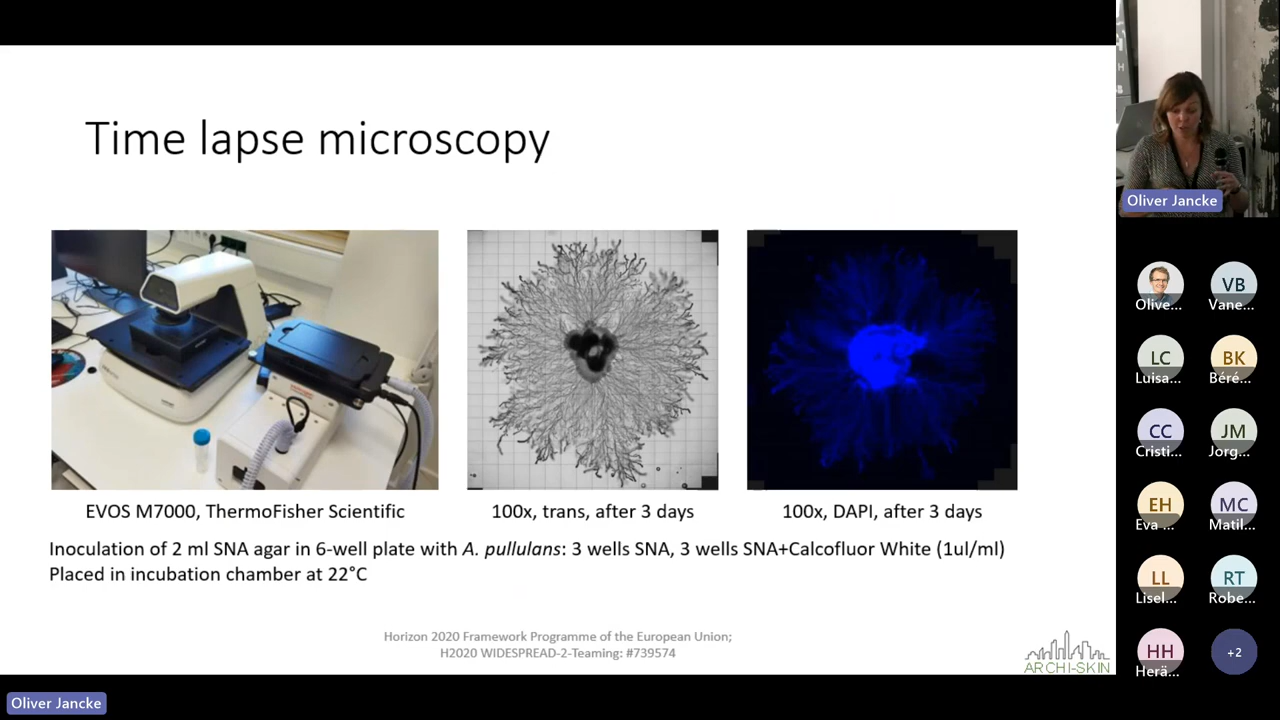 Time lapse microscopy
EVOS M7000, ThermoFisher Scientific
100x, trans, after 3 days
100x, DAPI, after 3 days
Inoculation of 2 ml SNA agar in 6-well plate with A. pullulans: 3 wells SNA, 3 wells SNA+Calcofluor White (1ul/ml)
Placed in incubation chamber at 22°C
Horizon 2020 Framework Programme of the European Union;
H2020 WIDESPREAD-2-Teaming: #739574
ARCHI-SKIN
Oliver Jancke
Oliver Jancke
Olive...
VB
Vane...
LC
Luisa...
BK
Béré...
CC
Cristi...
JM
Jorg...
EH
Eva ...
MC
Matil...
LL
Lisel...
RT
Robe...
HH
Herä...
+2